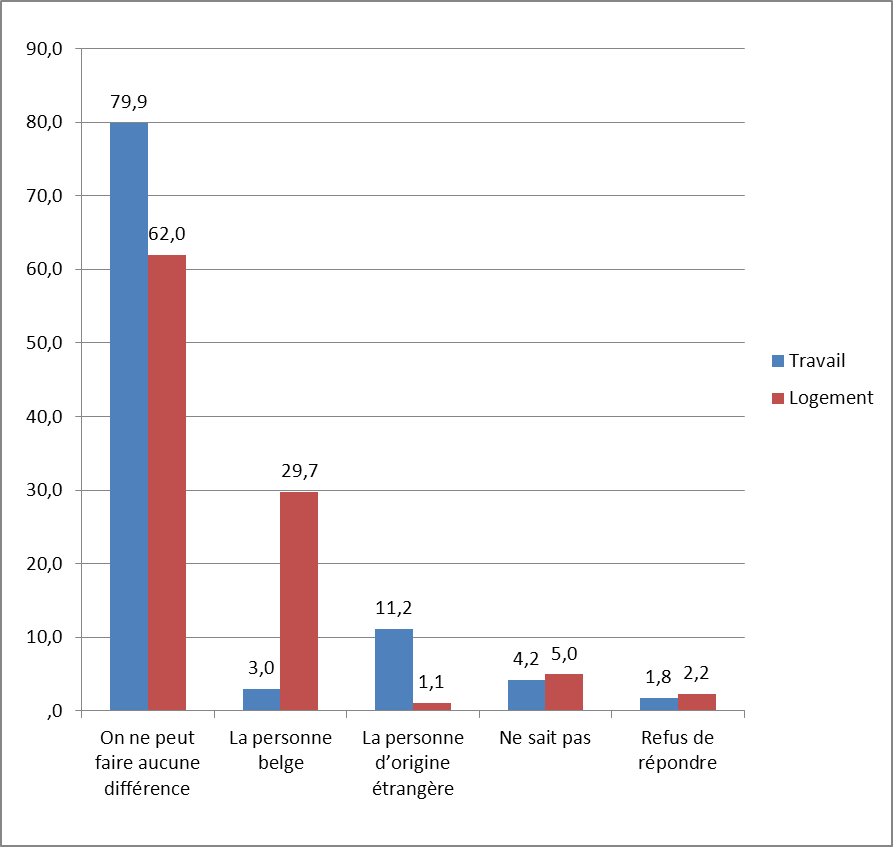 90,0
79,9
80,0
70,0
62,0
60,0
50,0
Travail
Logement
40,0
29,7
30,0
20,0
11,2
10,0
3,0
4,2
5,0
1,1
1,8
2,2
,0
On ne peut
faire aucune
différence
La personne
belge
La personne
d’origine
étrangère
Ne sait pas
Refus de
répondre